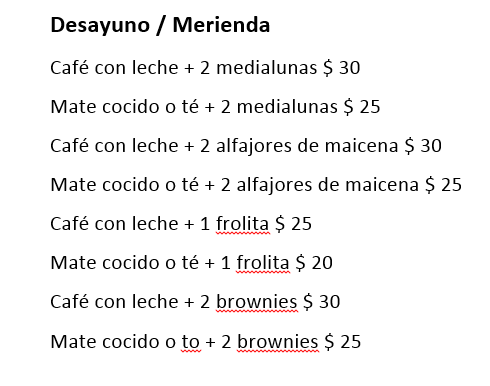 Desayuno / Merienda
Café con leche + 2 medialunas $ 30
Mate cocido o té + 2 medialunas $ 25
Café con leche + 2 alfajores de maicena $ 30
Mate cocido o té + 2 alfajores de maicena $ 25
Café con leche + 1 frolita $ 25
Mate cocido o té + 1 frolita $ 20
Café con leche + 2 brownies $ 30
Mate cocido o to + 2 brownies $ 25